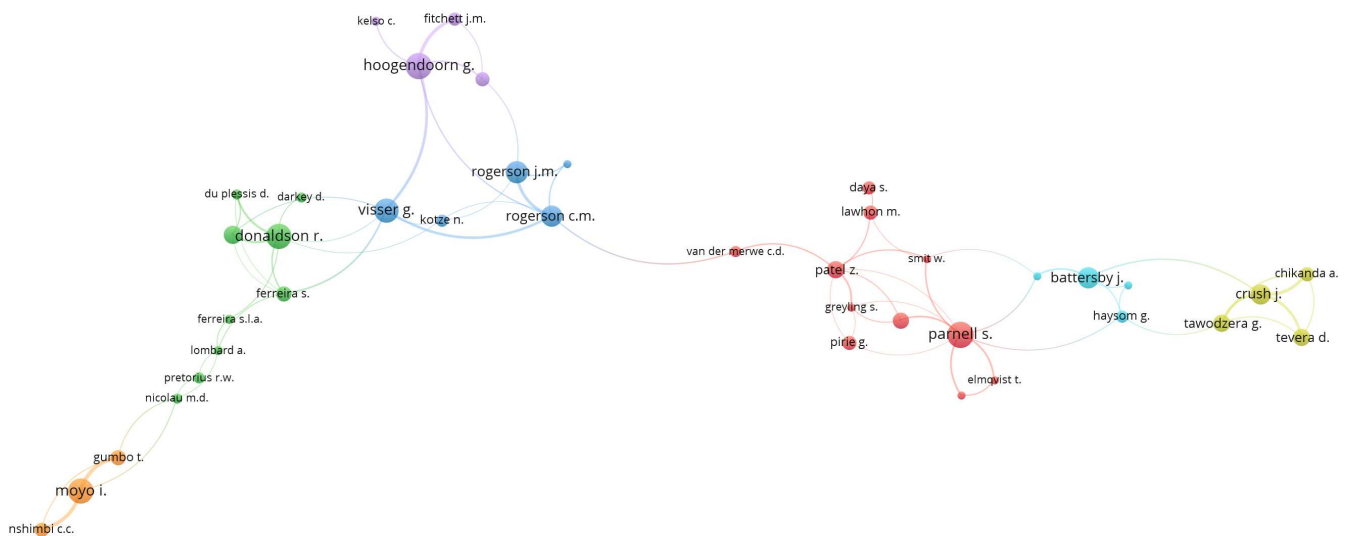 kelso c.
fitchett j.m.
hoogendoorn g.
rogerson j.m.
daya s.
du plessis d.
darkey d.
visser g.
lawhon m.
kotze n.
rogerson c.m.
donaldson r.
van der merwe c.d.
smit w.
patel z.
battersby j.
chikanda a.
ferreira s.
crush j.
greyling s.
ferreira s.l.a.
haysom g.
tawodzera g.
parnell s.
pirie g.
tevera d.
lombard a.
pretorius r.w.
elmqvist t.
nicolau m.d.
gumbo t.
moyo i.
nshimbi c.c.